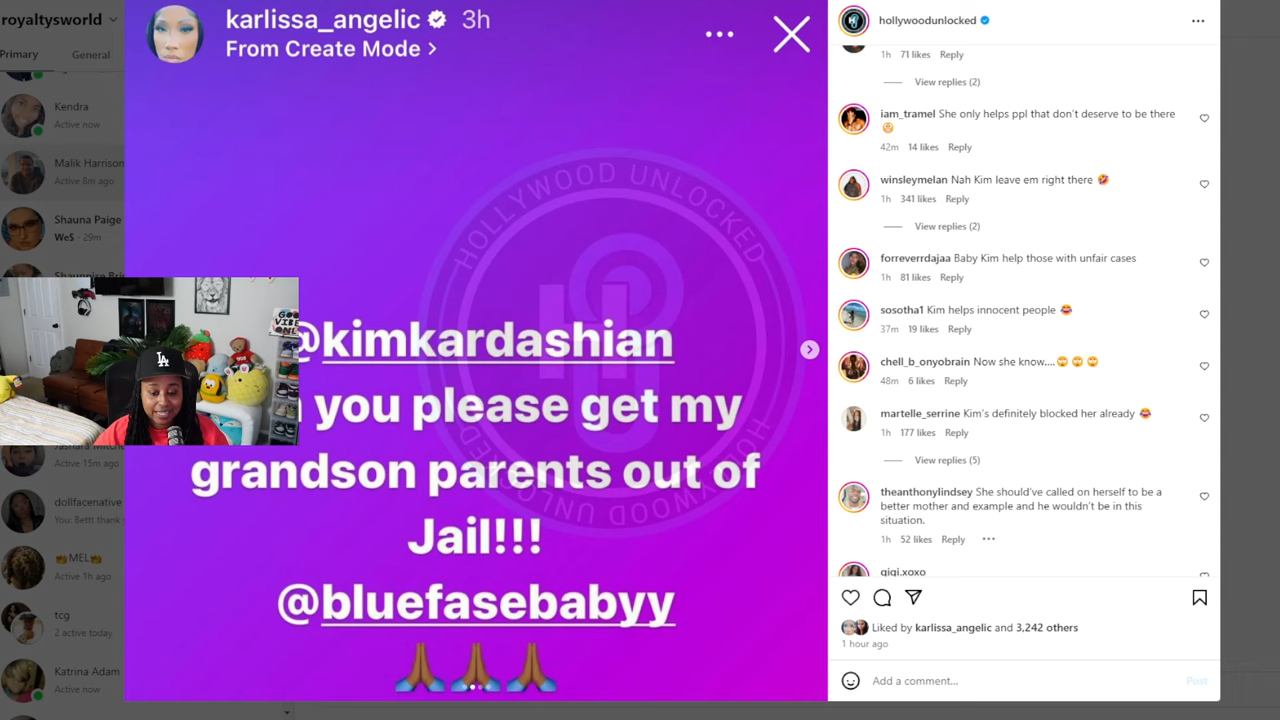 royaltysworld
Primary
General
Kendra
Active now
Malik Harrison
Active 8m ago
Shauna Paige
We$ · 29m
Active 15m ago
dollfacenative
You: Bettt thank y
MEL
Active 1h ago
tcg
2 active today
Katrina Adam
Active now
karlissa_angelic 3h
From Create Mode >
HOLLYWOOD UNLOCKED
@kimkardashian
you please get my
grandson parents out of
Jail!!!
@bluefasebabyy
GOOD
VIBE
ONL
LA
hollywoodunlocked
1h 71 likes Reply
View replies (2)
iam_tramel She only helps ppl that don't deserve to be there
42m 14 likes Reply
winsleymelan Nah Kim leave em right there 🤣
1h 341 likes Reply
View replies (2)
forreverrdajaa Baby Kim help those with unfair cases
1h 81 likes Reply
sosotha1 Kim helps innocent people 😂
37m 19 likes Reply
chell_b_onyobrain Now she know....🙄 🙄 🙄
48m 6 likes Reply
martelle_serrine Kim's definitely blocked her already 😂
1h 177 likes Reply
View replies (5)
theanthonylindsey She should've called on herself to be a
better mother and example and he wouldn't be in this
situation.
1h 52 likes Reply
gigi.xoxo
Liked by karlissa_angelic and 3,242 others
1 hour ago
Add a comment...
Post